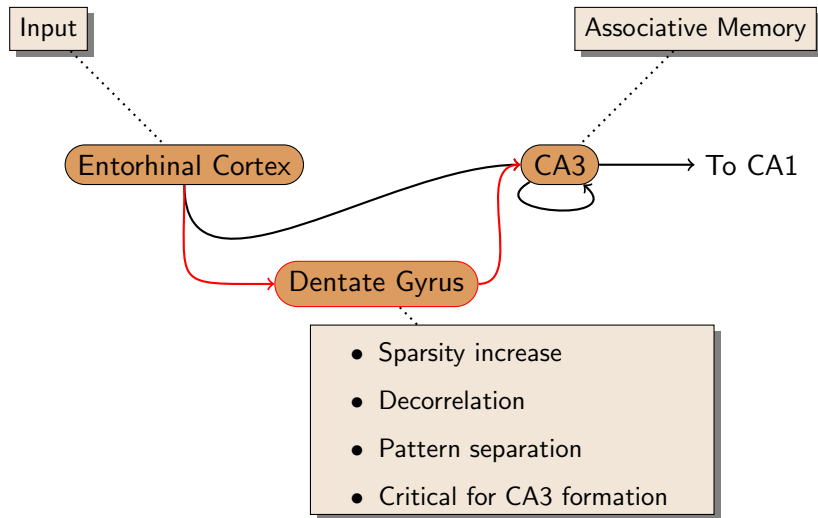 Input
Associative Memory
Entorhinal Cortex
CA3
To CA1
Dentate Gyrus
• Sparsity increase
• Decorrelation
• Pattern separation
• Critical for CA3 formation